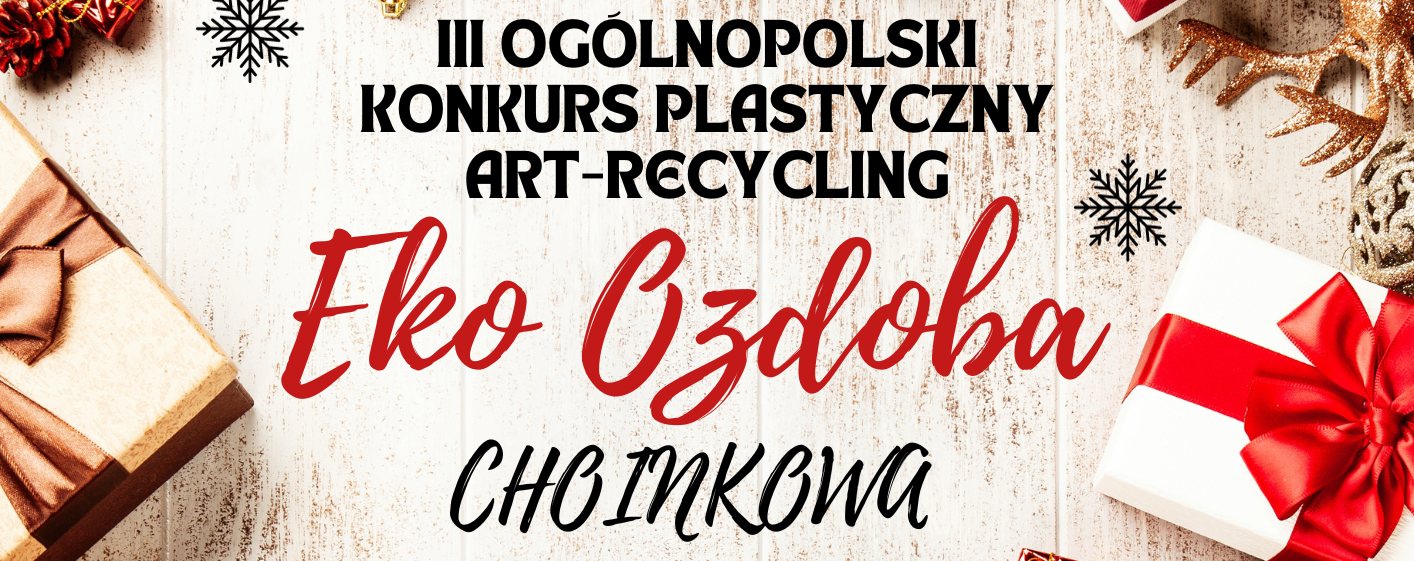 III OGÓLNOPOLSKI
KONKURS PLASTYCZNY
ART-RECYCLING
Eko Ozdoba
CHOINKOWA